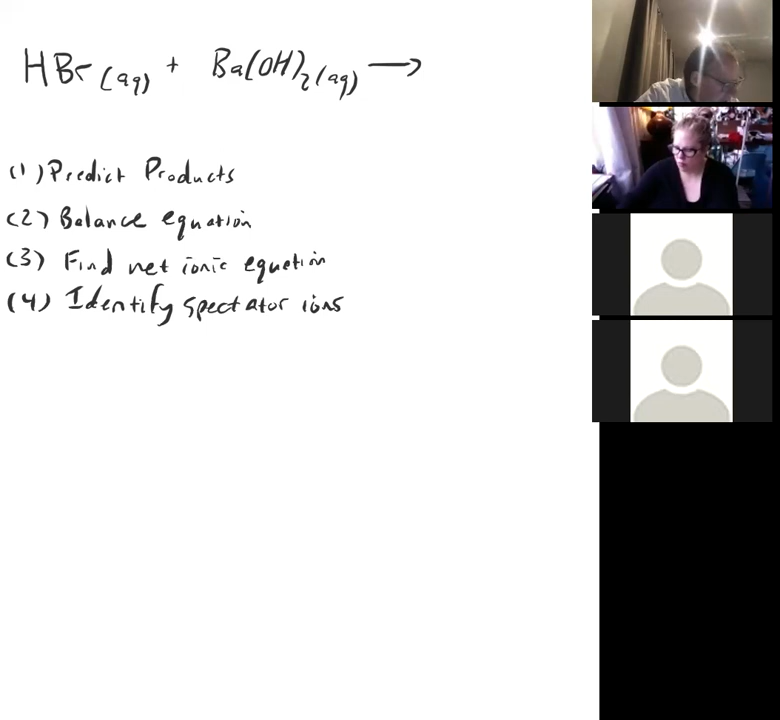 HBr (aq) + Ba(OH)2 (aq) →
(1) Predict Products
(2) Balance equation
(3) Find net ionic equation
(4) Identify spectator ions